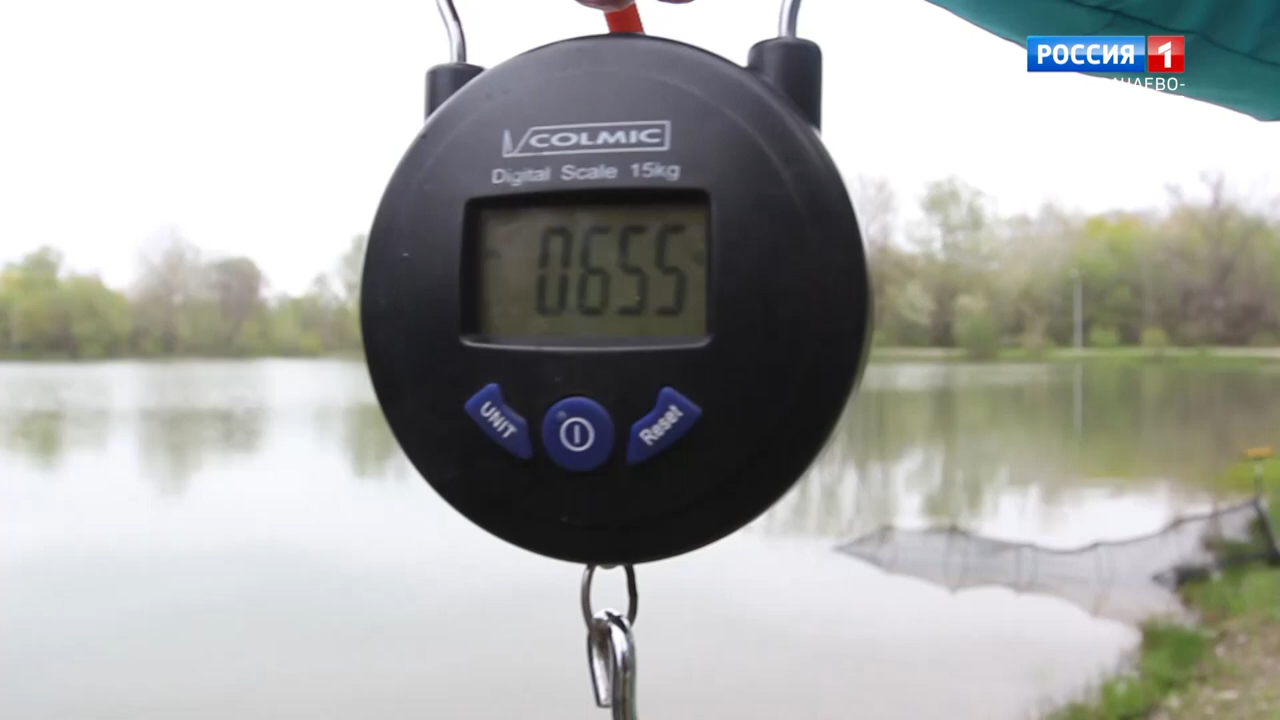 РОССИЯ 1
COLMIC
Digital Scale 15kg
0655
UNIT
Reset